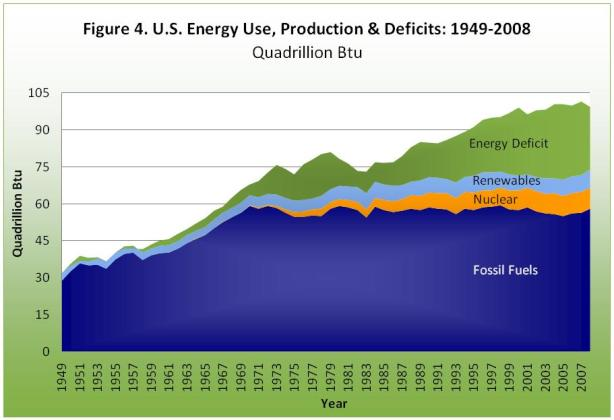 Figure 4. U.S. Energy Use, Production & Deficits: 1949-2008
Quadrillion Btu
Quadrillion Btu
105
90
75
60
45
30
15
0
Energy Deficit
Renewables
Nuclear
Fossil Fuels
1949 1951 1953 1955 1957 1959 1961 1963 1965 1967 1969 1971 1973 1975 1977 1979 1981 1983 1985 1987 1989 1991 1993 1995 1997 1999 2001 2003 2005 2007
Year